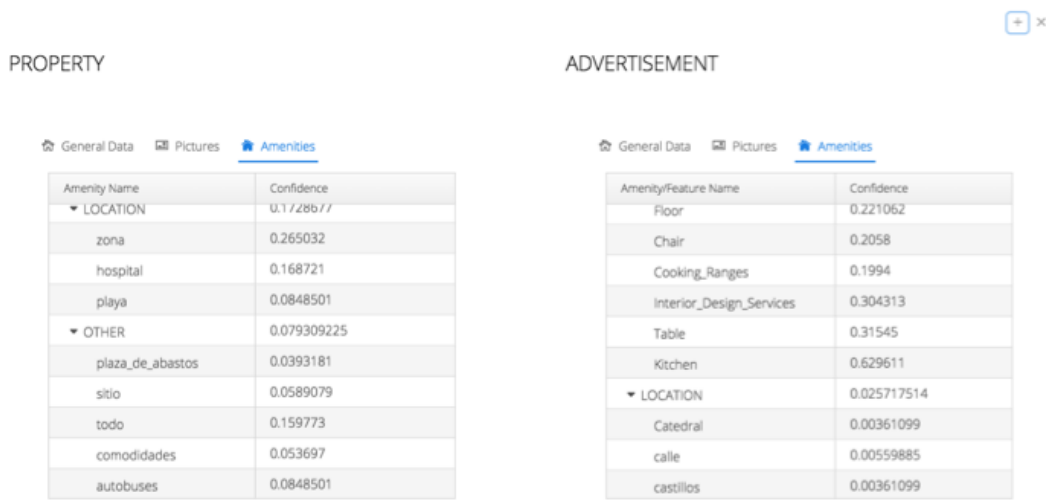 PROPERTY
General Data Pictures Amenities
Amenity Name Confidence
LOCATION 0.1728677
zona 0.265032
hospital 0.168721
playa 0.0848501
OTHER 0.079309225
plaza_de_abastos 0.0393181
sitio 0.0589079
todo 0.159773
comodidades 0.053697
autobuses 0.0848501
ADVERTISEMENT
General Data Pictures Amenities
Amenity/Feature Name Confidence
Floor 0.221062
Chair 0.2058
Cooking_Ranges 0.1994
Interior_Design_Services 0.304313
Table 0.31545
Kitchen 0.629611
LOCATION 0.025717514
Catedral 0.00361099
calle 0.00559885
castillos 0.00361099